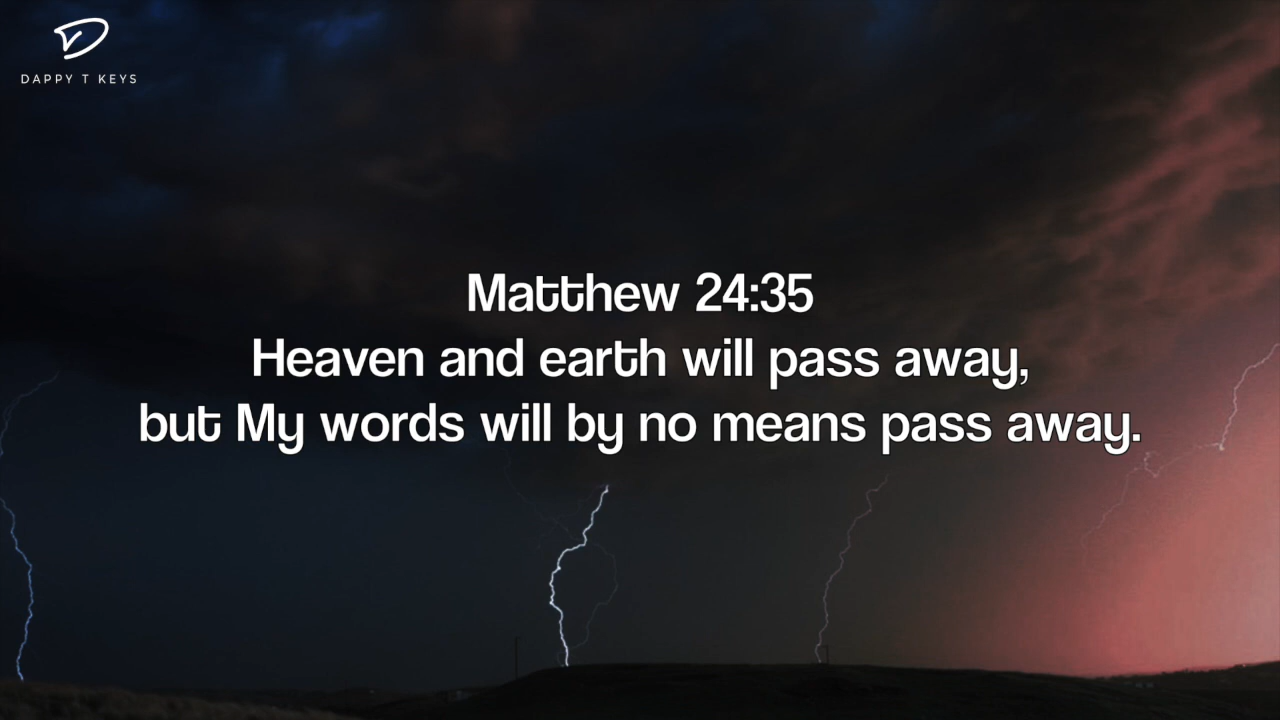 DAPPY T KEYS
Matthew 24:35
Heaven and earth will pass away,
but My words will by no means pass away.